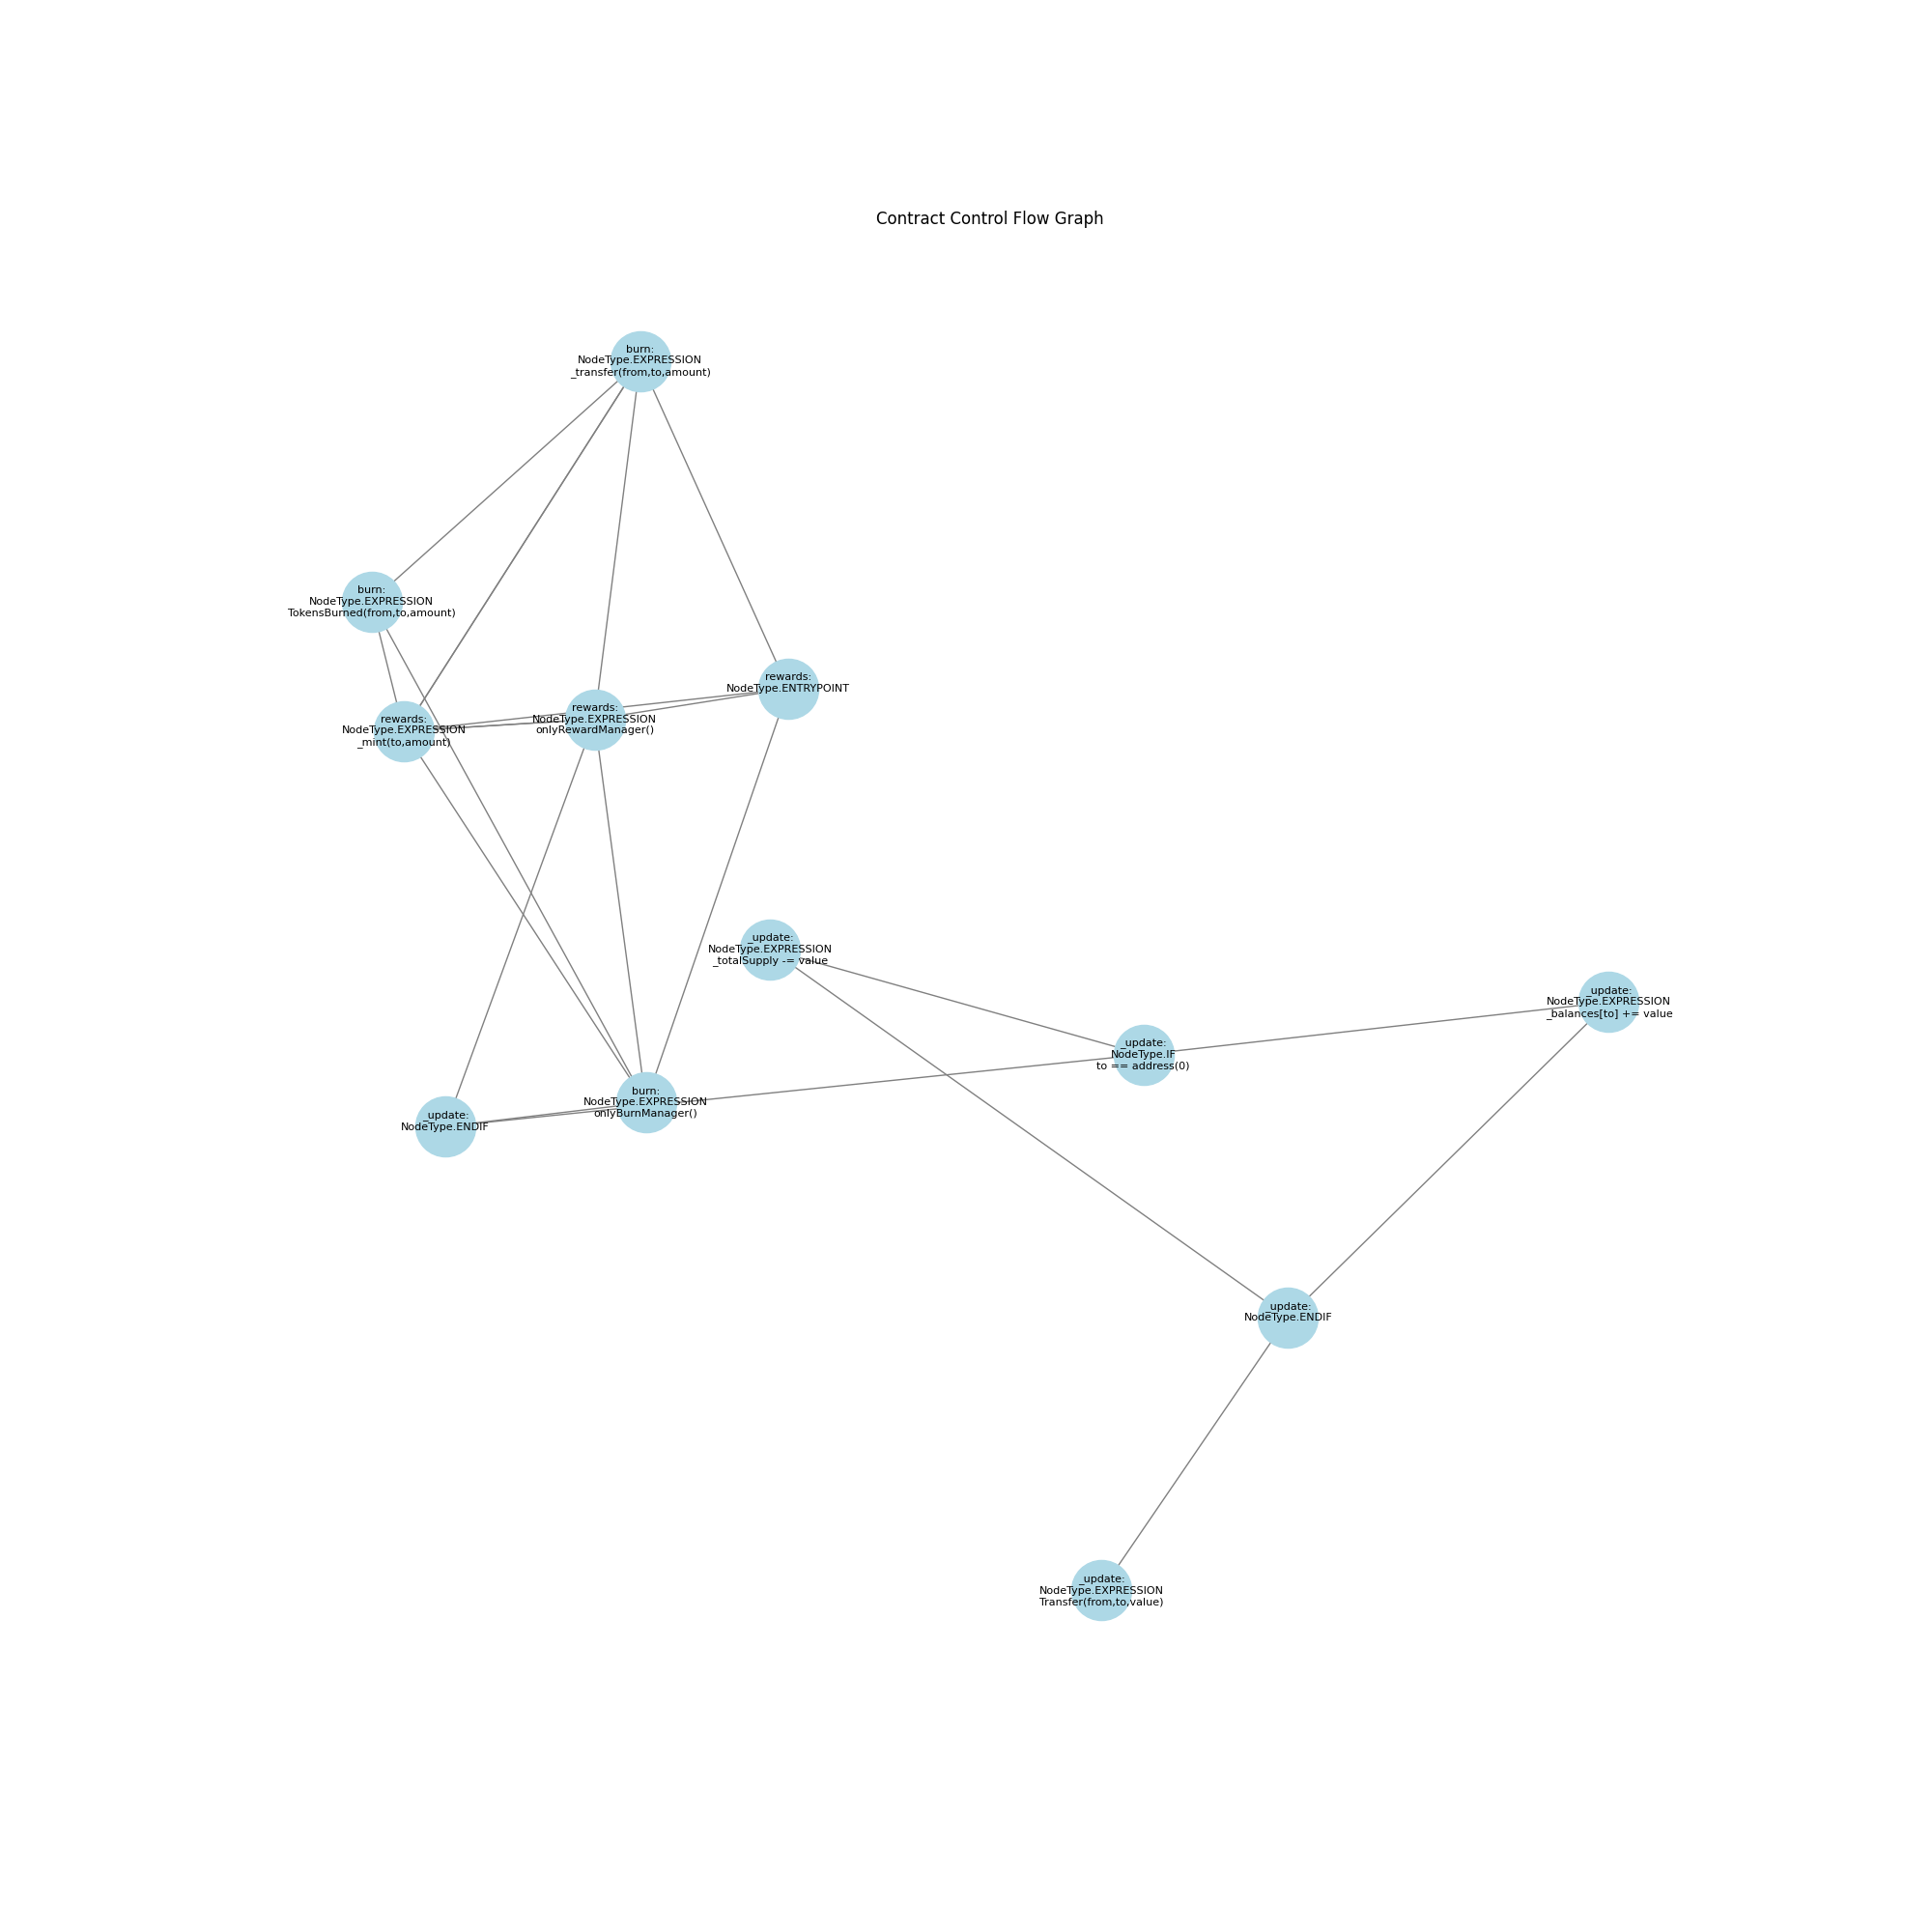 Contract Control Flow Graph
burn:
NodeType.EXPRESSION
_transfer(from,to,amount)
burn:
NodeType.EXPRESSION
TokensBurned(from,to,amount)
rewards:
NodeType.ENTRYPOINT
rewards:
NodeType.EXPRESSION
_mint(to,amount)
rewards:
NodeType.EXPRESSION
onlyRewardManager()
_update:
NodeType.EXPRESSION
_totalSupply -= value
_update:
NodeType.EXPRESSION
_balances[to] += value
_update:
NodeType.IF
to == address(0)
burn:
NodeType.EXPRESSION
onlyBurnManager()
_update:
NodeType.ENDIF
_update:
NodeType.ENDIF
_update:
NodeType.EXPRESSION
Transfer(from,to,value)